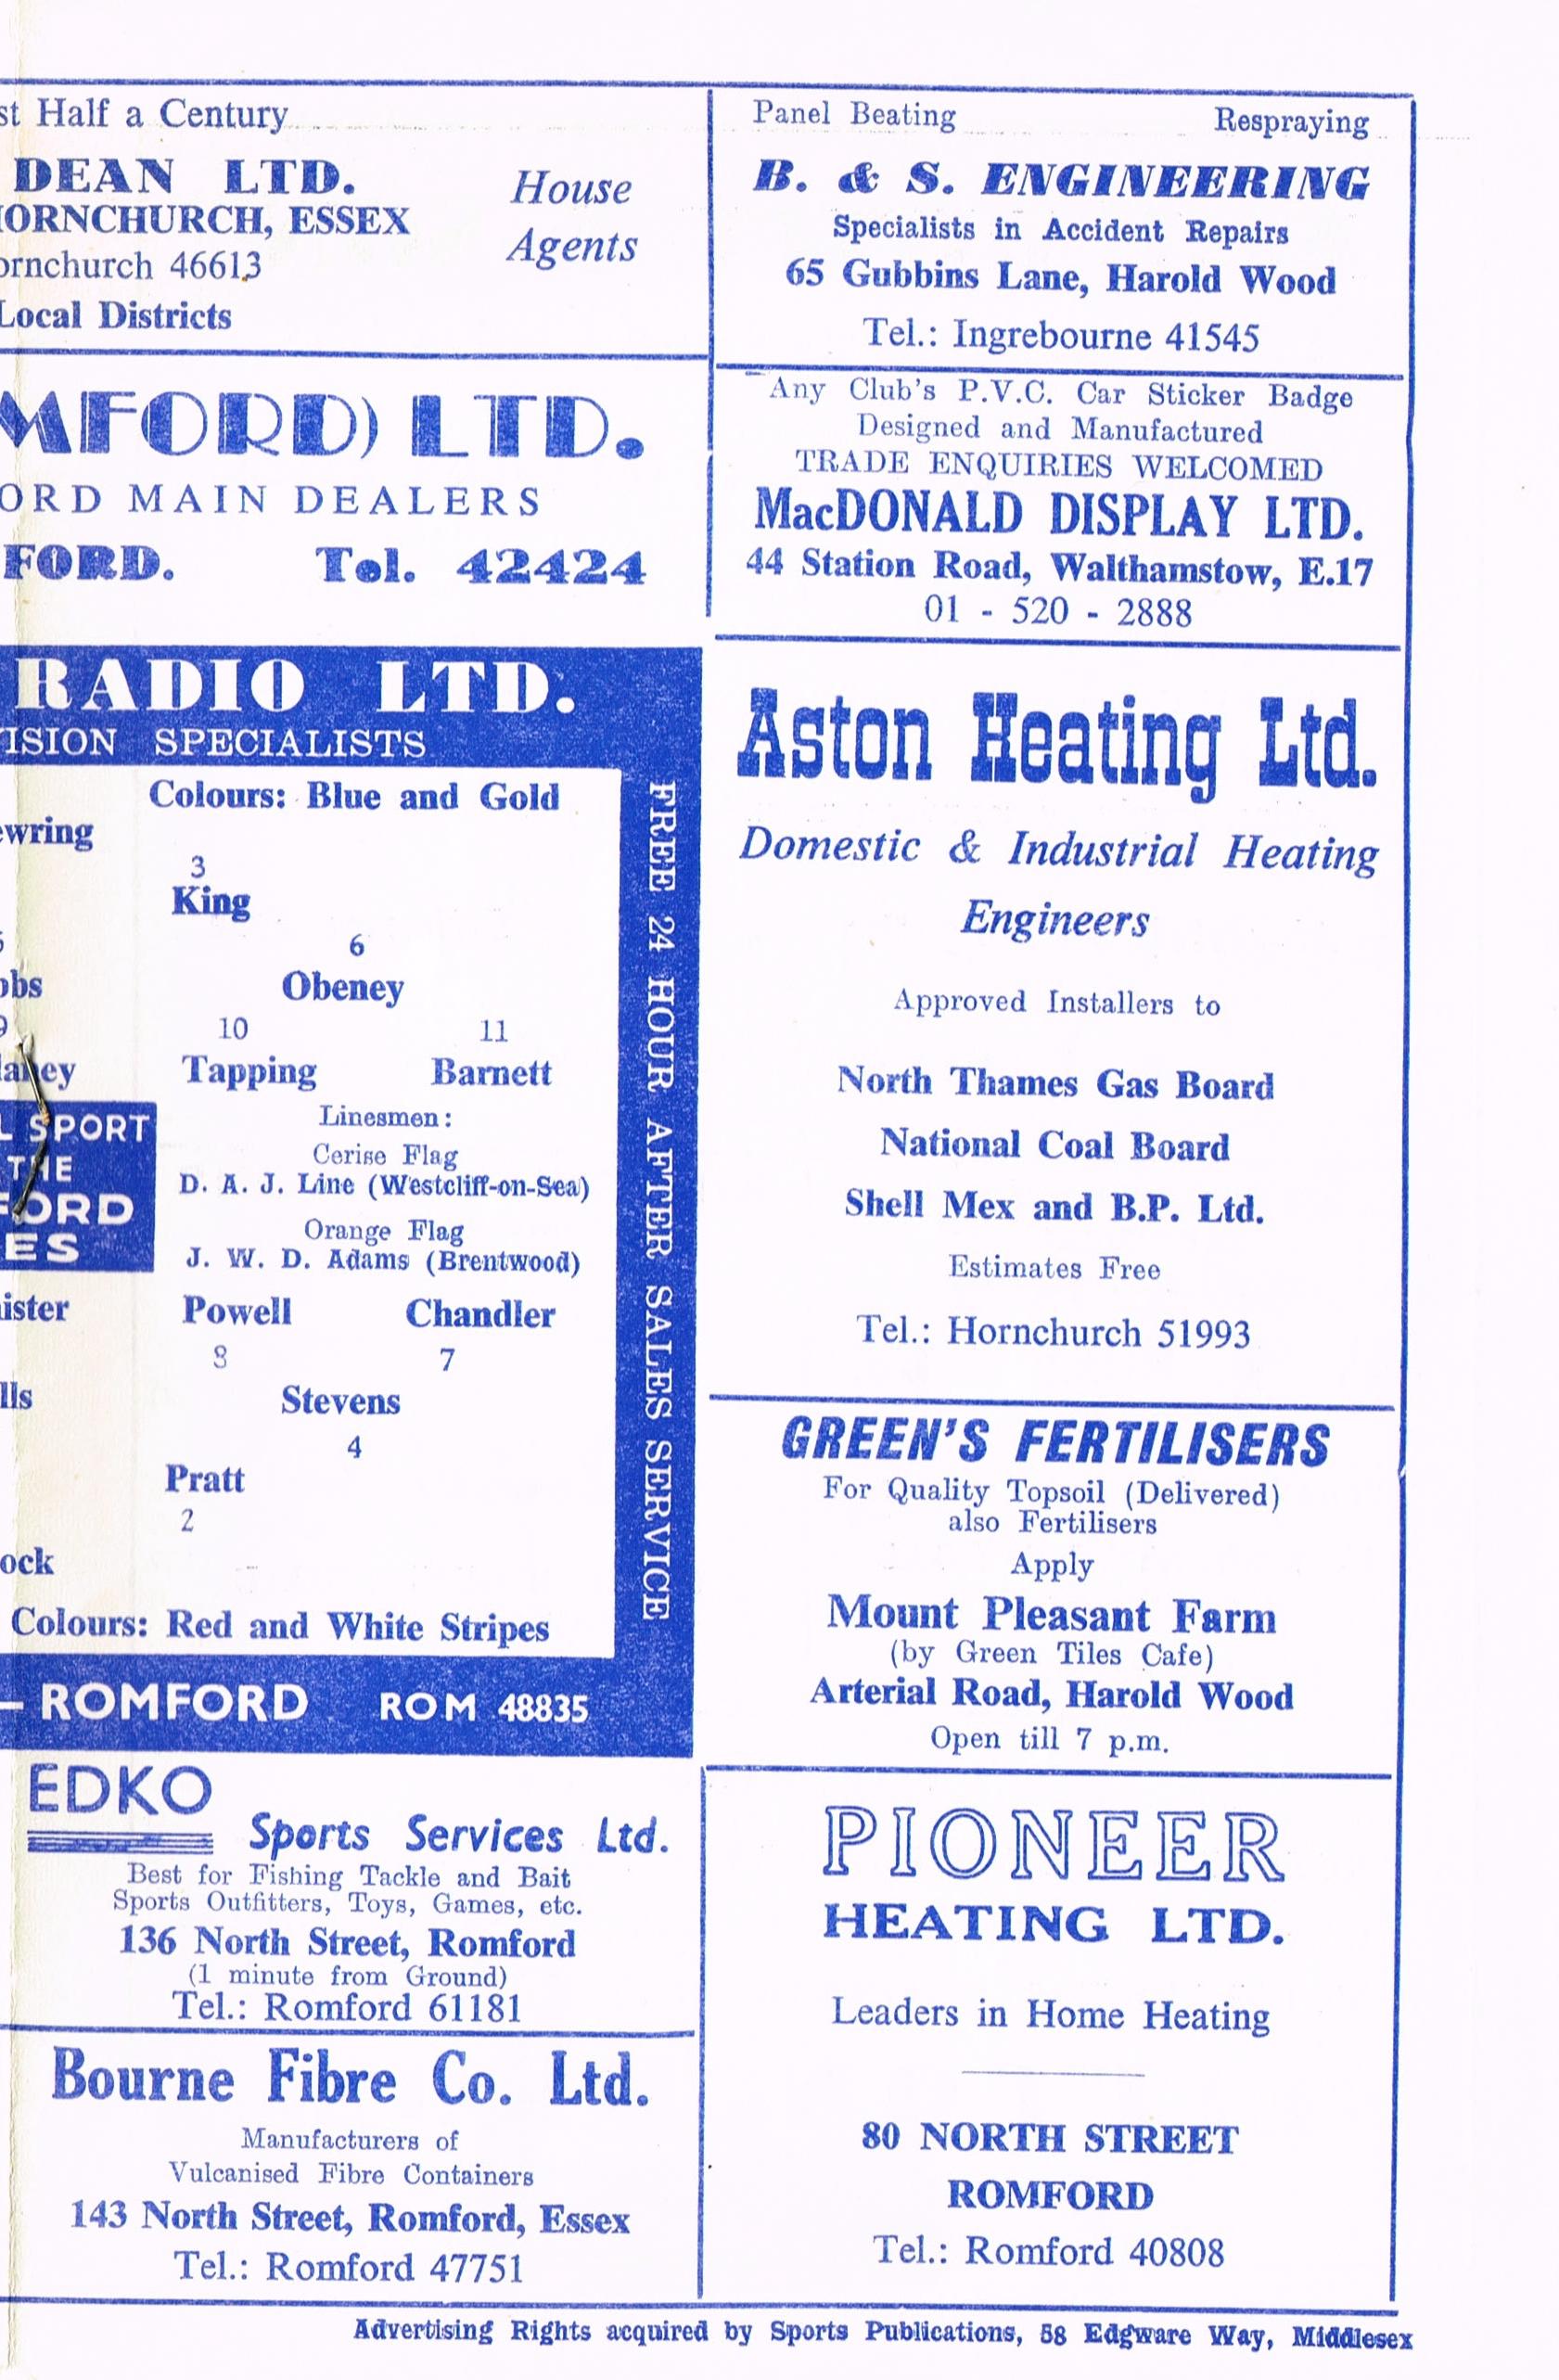 st Half a Century
DEAN LTD.
House
Agents
HORNCHURCH, ESSEX
ornchurch 46613
Local Districts
MFORD) LTD.
ORD MAIN DEALERS
FORD. Tel. 42424
RADIO LTD.
ISION SPECIALISTS
Colours: Blue and Gold
ewring
3
King
6
obs
Obeney
9
10
11
aney
Tapping
Barnett
L SPORT
THE
FORD
ES
Linesmen:
Cerise Flag
D. A. J. Line (Westcliff-on-Sea)
Orange Flag
J. W. D. Adams (Brentwood)
ister
Powell
Chandler
8
7
lls
Stevens
4
Pratt
2
ock
Colours: Red and White Stripes
FREE 24 HOUR AFTER SALES SERVICE
– ROMFORD ROM 48835
EDKO
Sports Services Ltd.
Best for Fishing Tackle and Bait
Sports Outfitters, Toys, Games, etc.
136 North Street, Romford
(1 minute from Ground)
Tel.: Romford 61181
Bourne Fibre Co. Ltd.
Manufacturers of
Vulcanised Fibre Containers
143 North Street, Romford, Essex
Tel.: Romford 47751
Panel Beating Respraying
B. & S. ENGINEERING
Specialists in Accident Repairs
65 Gubbins Lane, Harold Wood
Tel.: Ingrebourne 41545
Any Club's P.V.C. Car Sticker Badge
Designed and Manufactured
TRADE ENQUIRIES WELCOMED
MacDONALD DISPLAY LTD.
44 Station Road, Walthamstow, E.17
01 - 520 - 2888
Aston Heating Ltd.
Domestic & Industrial Heating
Engineers
Approved Installers to
North Thames Gas Board
National Coal Board
Shell Mex and B.P. Ltd.
Estimates Free
Tel.: Hornchurch 51993
GREEN'S FERTILISERS
For Quality Topsoil (Delivered)
also Fertilisers
Apply
Mount Pleasant Farm
(by Green Tiles Cafe)
Arterial Road, Harold Wood
Open till 7 p.m.
PIONEER
HEATING LTD.
Leaders in Home Heating
80 NORTH STREET
ROMFORD
Tel.: Romford 40808
Advertising Rights acquired by Sports Publications, 58 Edgware Way, Middlesex